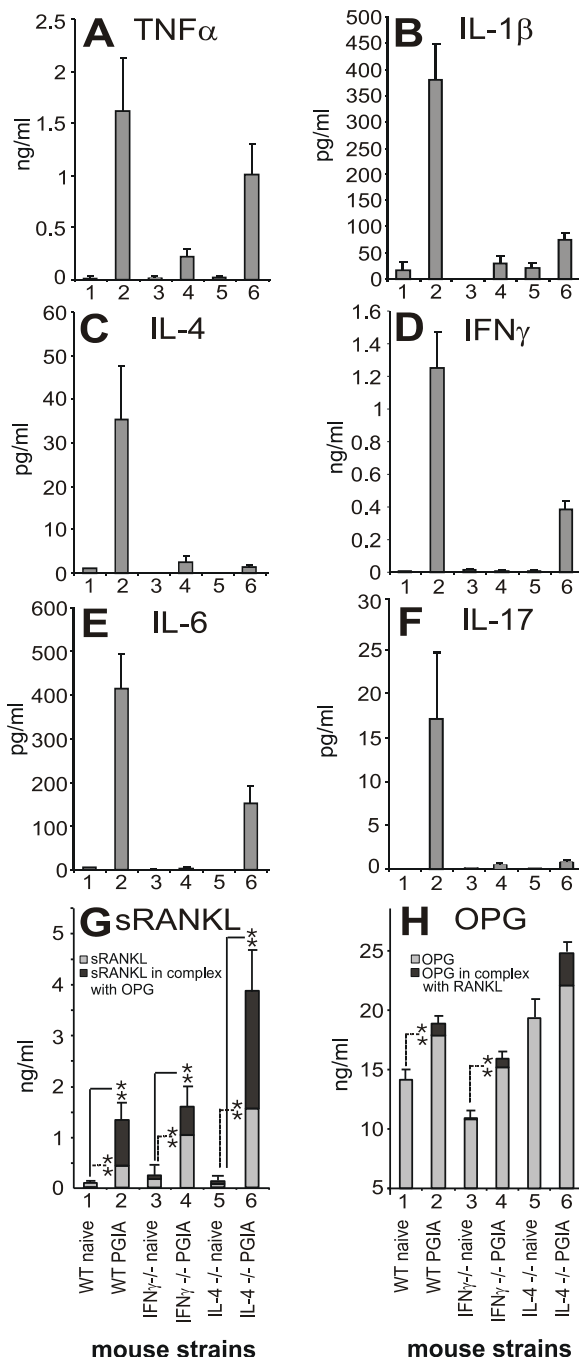 A TNFα
2.5
2
1.5
1
0.5
0
ng/ml
1 2 3 4 5 6
B IL-1β
500
450
400
350
300
250
200
150
100
50
0
pg/ml
1 2 3 4 5 6
C IL-4
60
50
40
30
20
10
0
pg/ml
1 2 3 4 5 6
D IFNγ
1.6
1.4
1.2
1
0.8
0.6
0.4
0.2
0
ng/ml
1 2 3 4 5 6
E IL-6
600
500
400
300
200
100
0
pg/ml
1 2 3 4 5 6
F IL-17
30
25
20
15
10
5
0
pg/ml
1 2 3 4 5 6
G sRANKL
sRANKL
sRANKL in complex
with OPG
5
4
3
2
1
0
ng/ml
**
**
**
**
**
**
1 2 3 4 5 6
WT naive
WT PGIA
IFNγ-/- naive
IFNγ -/- PGIA
IL-4 -/- naive
IL-4 -/- PGIA
mouse strains
H OPG
OPG
OPG in complex
with RANKL
25
20
15
10
5
ng/ml
**
**
1 2 3 4 5 6
WT naive
WT PGIA
IFNγ-/- naive
IFNγ -/- PGIA
IL-4 -/- naive
IL-4 -/- PGIA
mouse strains